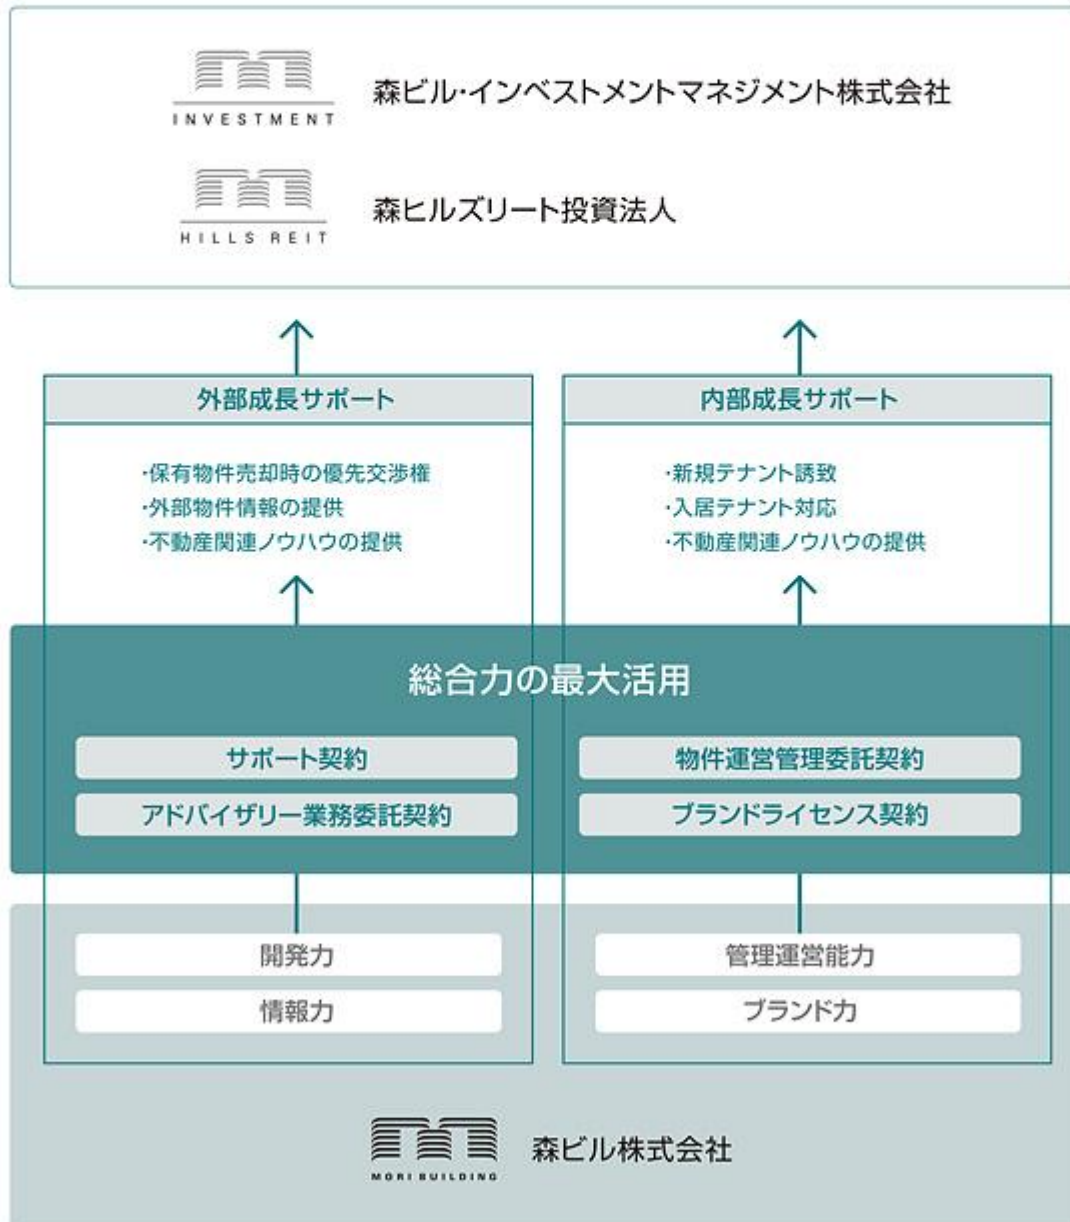 INVESTMENT
森ビル・インベストメントマネジメント株式会社
HILLS REIT
森ヒルズリート投資法人
外部成長サポート
・保有物件売却時の優先交渉権
・外部物件情報の提供
・不動産関連ノウハウの提供
内部成長サポート
・新規テナント誘致
・入居テナント対応
・不動産関連ノウハウの提供
総合力の最大活用
サポート契約
アドバイザリー業務委託契約
物件運営管理委託契約
ブランドライセンス契約
開発力
情報力
管理運営能力
ブランド力
MORI BUILDING
森ビル株式会社